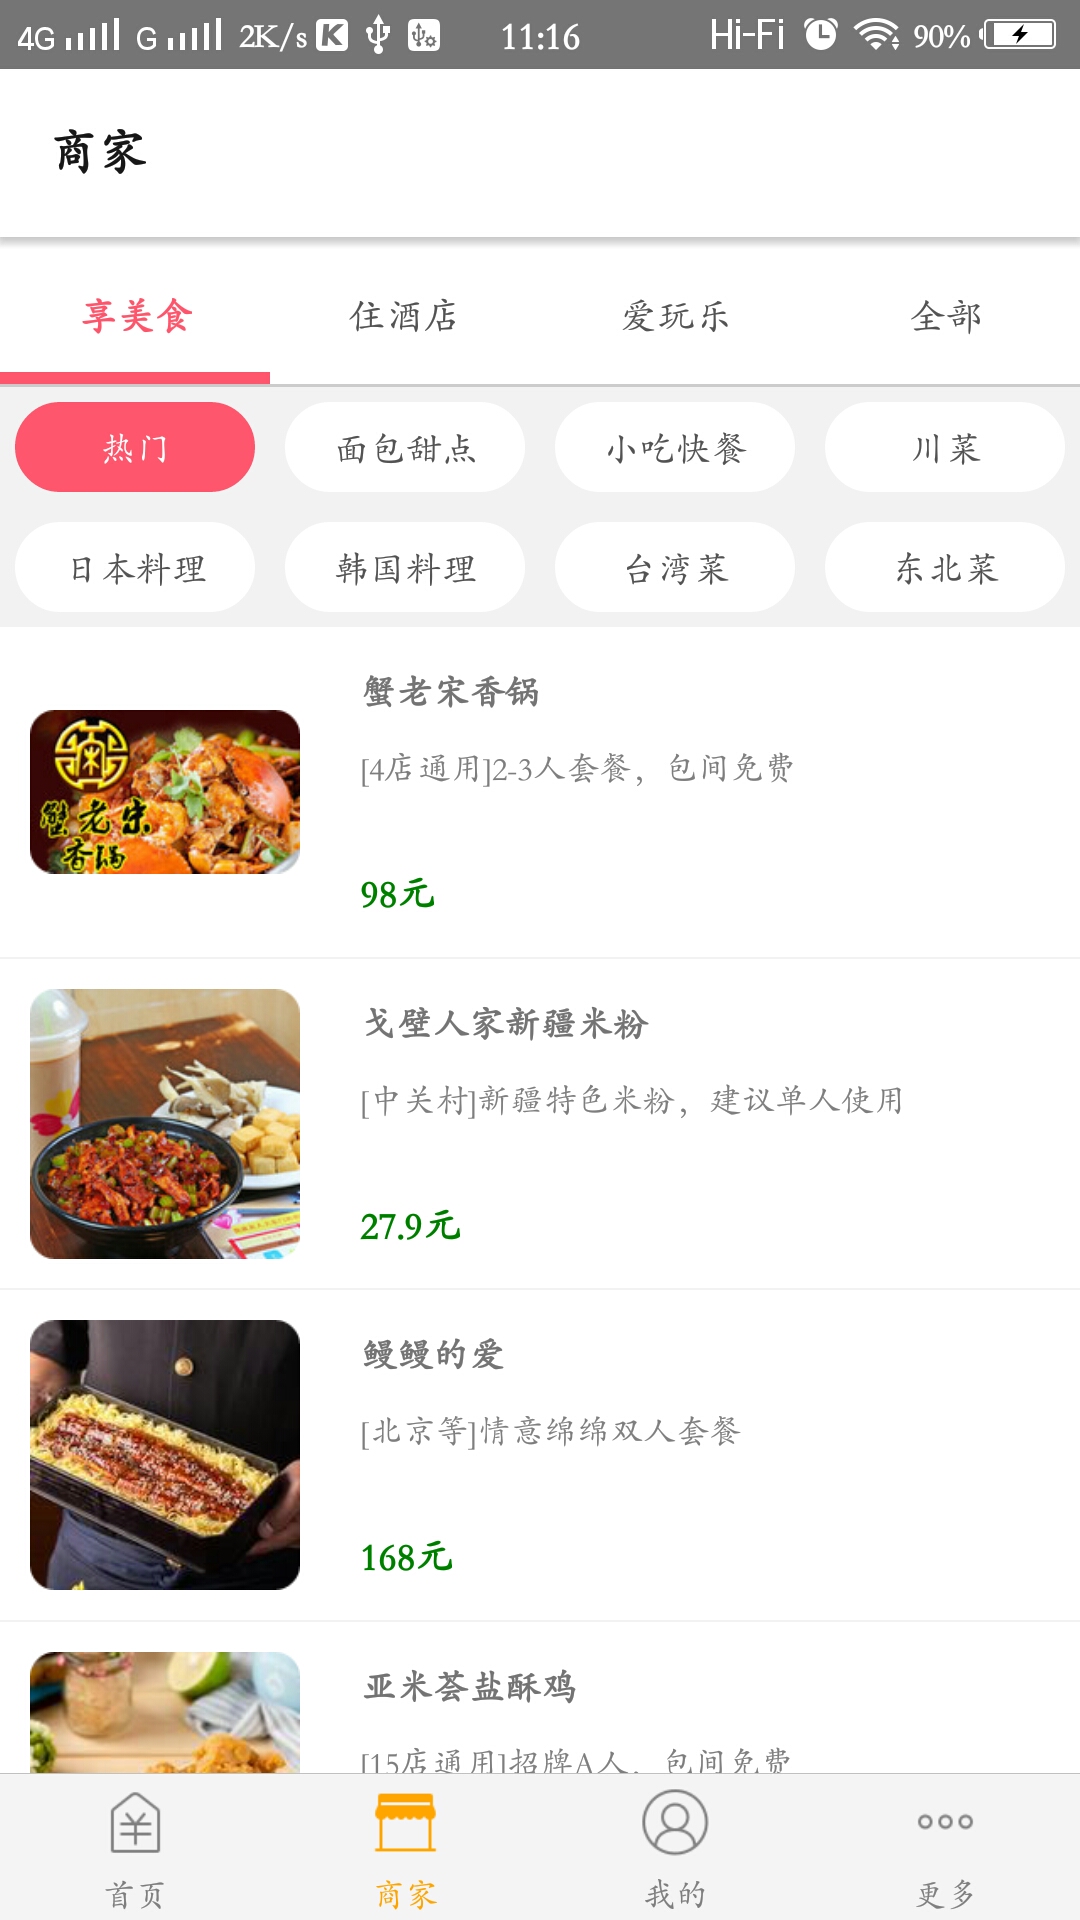 4G G 2K/s K 11:16 Hi-Fi 90%
商家
享美食 住酒店 爱玩乐 全部
热门 面包甜点 小吃快餐 川菜
日本料理 韩国料理 台湾菜 东北菜
蟹老宋香锅
[4店通用]2-3人套餐，包间免费
蟹老宋
香锅
98元
戈壁人家新疆米粉
[中关村]新疆特色米粉，建议单人使用
27.9元
鳗鳗的爱
[北京等]情意绵绵双人套餐
168元
亚米荟盐酥鸡
[15店通用]招牌A人，包间免费
首页 商家 我的 更多